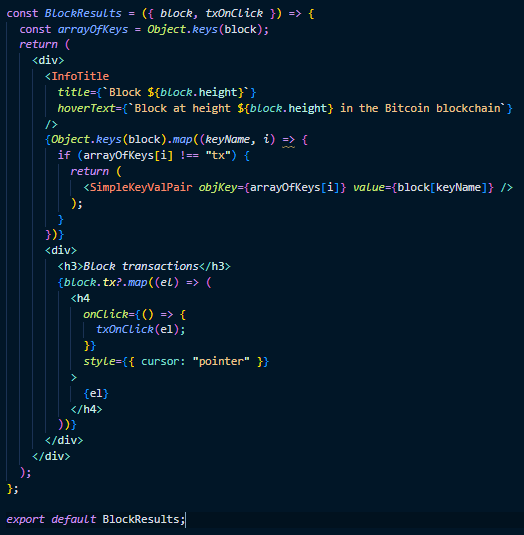 const BlockResults = ({ block, txOnClick }) => {
  const arrayOfKeys = Object.keys(block);
  return (
    <div>
      <InfoTitle
        title={`Block ${block.height}`}
        hoverText={`Block at height ${block.height} in the Bitcoin blockchain`}
      />
      {Object.keys(block).map((keyName, i) => {
        if (arrayOfKeys[i] !== "tx") {
          return (
            <SimpleKeyValPair objKey={arrayOfKeys[i]} value={block[keyName]} />
          );
        }
      })}
      <div>
        <h3>Block transactions</h3>
        {block.tx?.map((el) => (
          <h4
            onClick={() => {
              txOnClick(el);
            }}
            style={{ cursor: "pointer" }}
          >
            {el}
          </h4>
        ))}
      </div>
    </div>
  );
};
export default BlockResults;